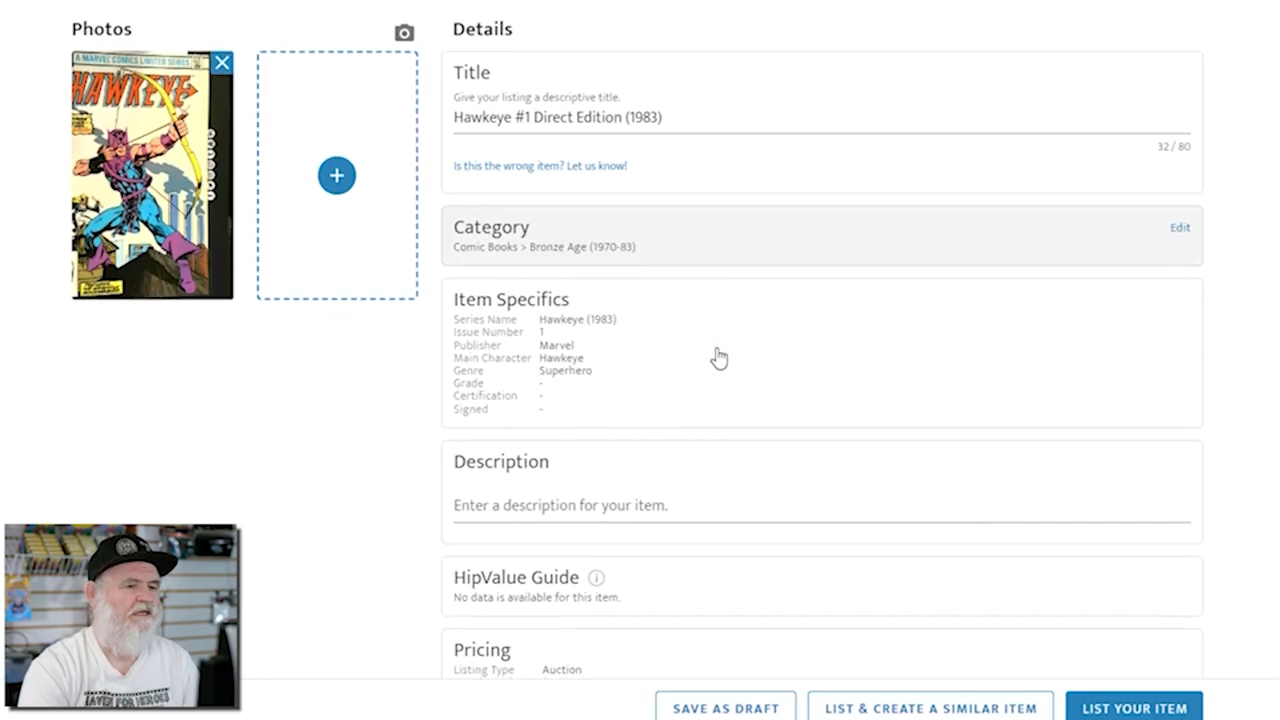 Photos
A MARVEL COMICS LIMITED SERIES
HAWKEYE
Details
Title
Give your listing a descriptive title.
Hawkeye #1 Direct Edition (1983)
32 / 80
Is this the wrong item? Let us know!
Category
Edit
Comic Books > Bronze Age (1970-83)
Item Specifics
Series Name Hawkeye (1983)
Issue Number 1
Publisher Marvel
Main Character Hawkeye
Genre Superhero
Grade -
Certification -
Signed -
Description
Enter a description for your item.
HipValue Guide
No data is available for this item.
Pricing
Listing Type Auction
SAVE AS DRAFT
LIST & CREATE A SIMILAR ITEM
LIST YOUR ITEM
HAVEN FOR HEROES